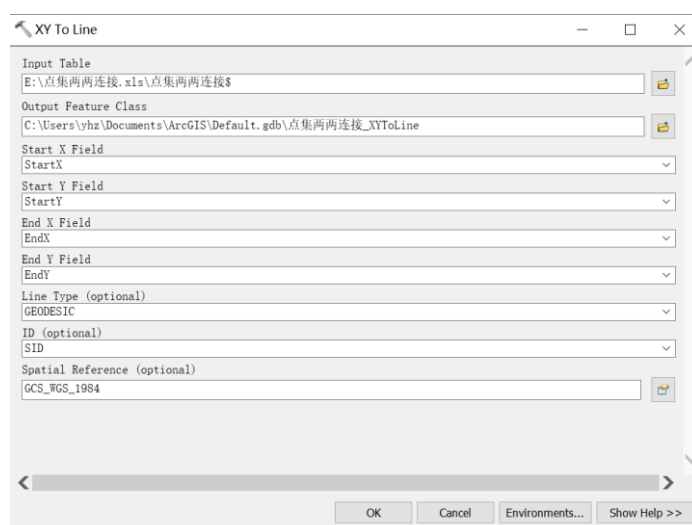 XY To Line
Input Table
E:\点集两两连接.xls\点集两两连接$
Output Feature Class
C:\Users\yhz\Documents\ArcGIS\Default.gdb\点集两两连接_XYToLine
Start X Field
StartX
Start Y Field
StartY
End X Field
EndX
End Y Field
EndY
Line Type (optional)
GEODESIC
ID (optional)
SID
Spatial Reference (optional)
GCS_WGS_1984
OK Cancel Environments... Show Help >>